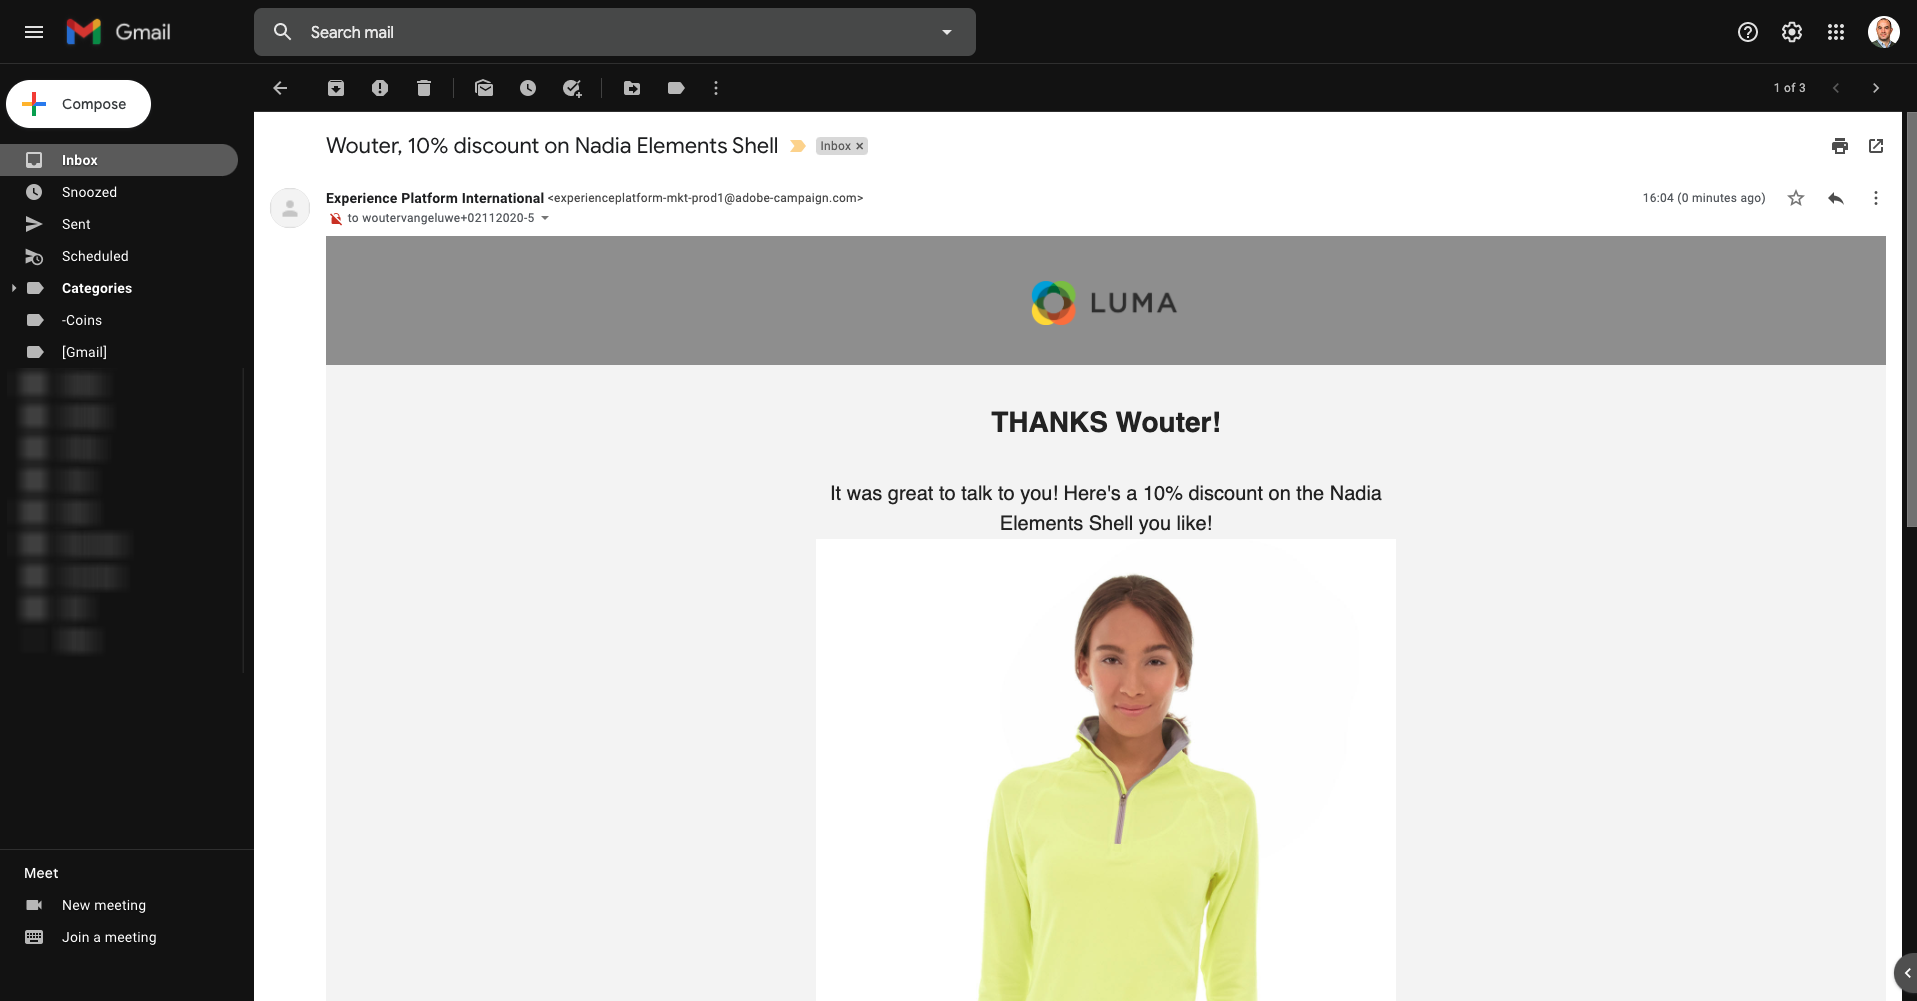 Gmail
Search mail
Compose
1 of 3
Inbox
Snoozed
Sent
Scheduled
Categories
-Coins
[Gmail]
Meet
New meeting
Join a meeting
Wouter, 10% discount on Nadia Elements Shell
Inbox ×
Experience Platform International <experienceplatform-mkt-prod1@adobe-campaign.com>
16:04 (0 minutes ago)
to woutervangeluwe+02112020-5
LUMA
THANKS Wouter!
It was great to talk to you! Here's a 10% discount on the Nadia
Elements Shell you like!